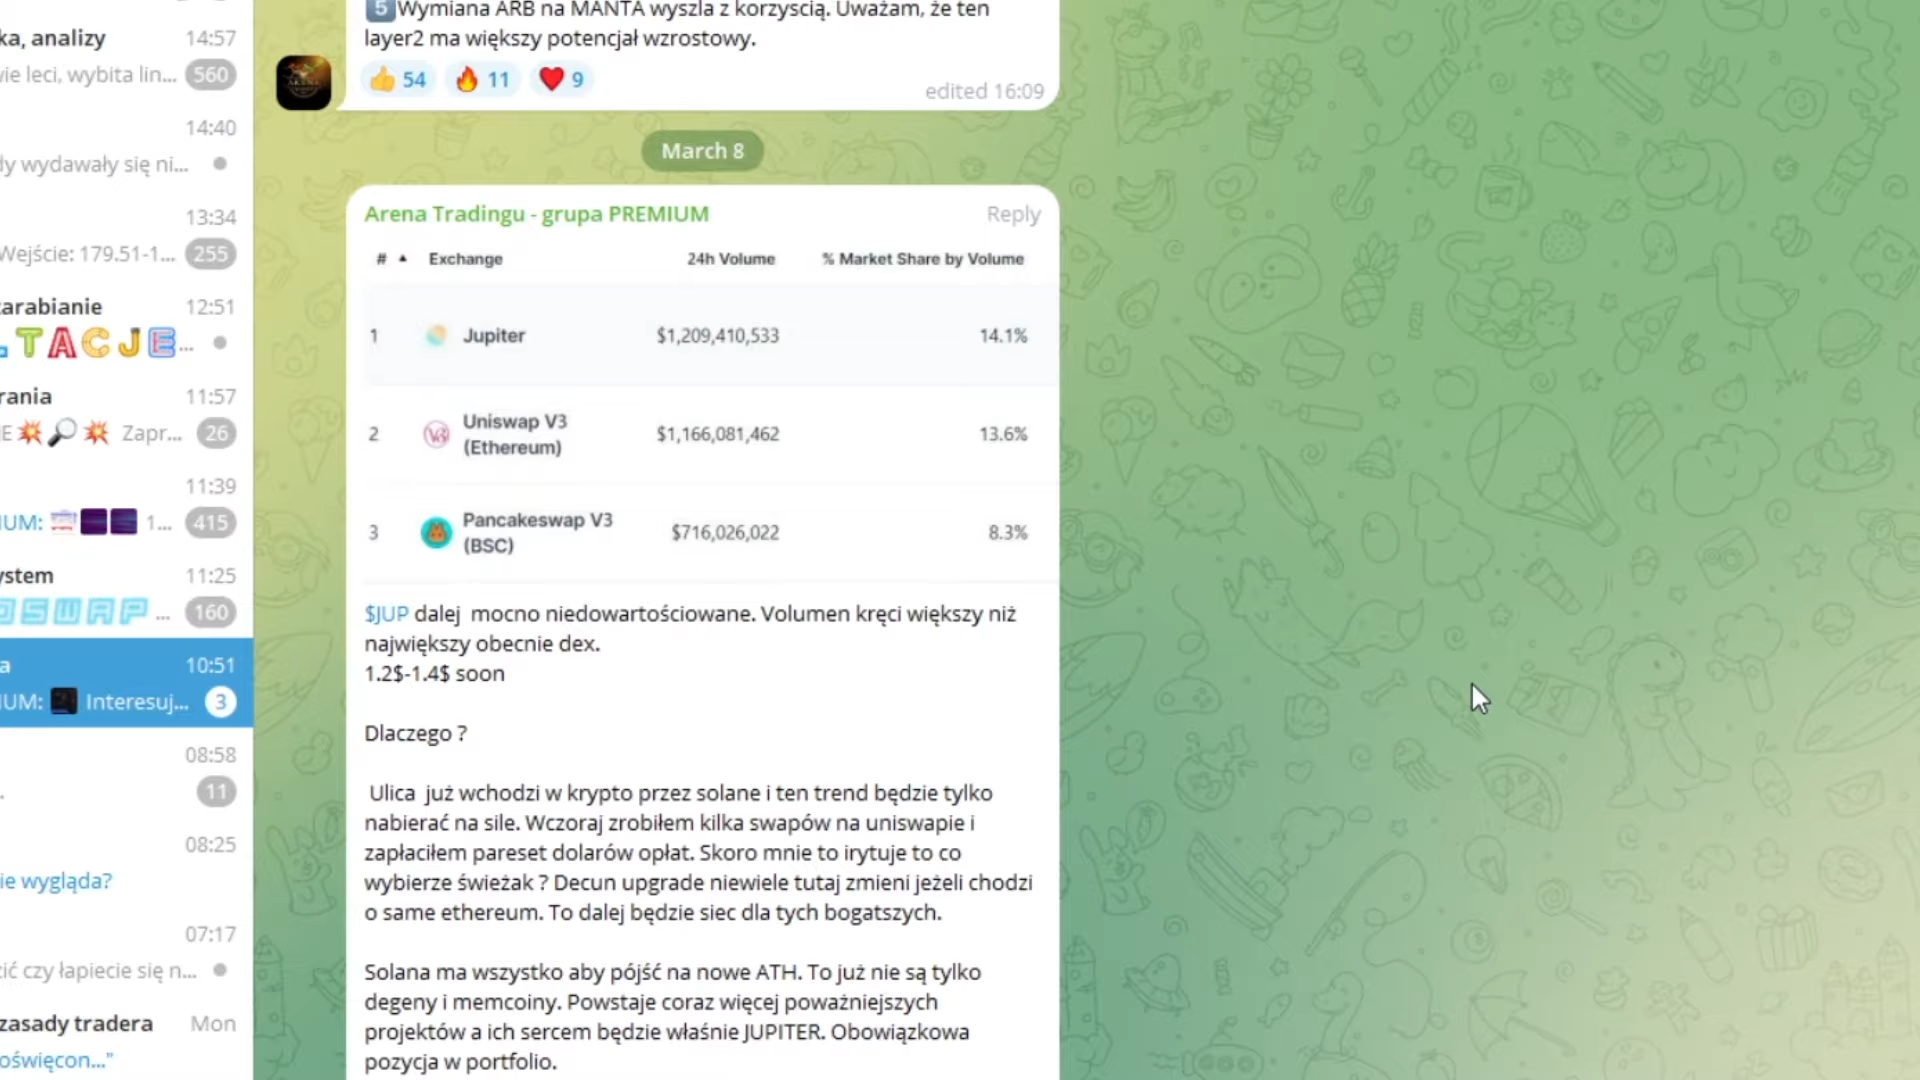 ka, analizy 14:57
ie leci, wybita lin... 560
14:40
dy wydawały się ni...
13:34
Wejście: 179.51-1... 255
arabianie 12:51
TACJE...
rania 11:57
E Zapr... 26
11:39
IUM: 1... 415
ystem 11:25
OSWAP ... 160
a 10:51
IUM: Interesuj... 3
08:58
. 11
08:25
ie wygląda?
07:17
ić czy łapiecie się n...
zasady tradera Mon
oświęcon..."
5 Wymiana ARB na MANTA wyszla z korzyscią. Uważam, że ten
layer2 ma większy potencjał wzrostowy.
54 11 9
edited 16:09
March 8
Arena Tradingu - grupa PREMIUM Reply
# Exchange 24h Volume % Market Share by Volume
1 Jupiter $1,209,410,533 14.1%
2 Uniswap V3 (Ethereum) $1,166,081,462 13.6%
3 Pancakeswap V3 (BSC) $716,026,022 8.3%
$JUP dalej mocno niedowartościowane. Volumen kręci większy niż
największy obecnie dex.
1.2$-1.4$ soon
Dlaczego ?
Ulica już wchodzi w krypto przez solane i ten trend będzie tylko
nabierać na sile. Wczoraj zrobiłem kilka swapów na uniswapie i
zapłaciłem pareset dolarów opłat. Skoro mnie to irytuje to co
wybierze świeżak ? Decun upgrade niewiele tutaj zmieni jeżeli chodzi
o same ethereum. To dalej będzie siec dla tych bogatszych.
Solana ma wszystko aby pójść na nowe ATH. To już nie są tylko
degeny i memcoiny. Powstaje coraz więcej poważniejszych
projektów a ich sercem będzie właśnie JUPITER. Obowiązkowa
pozycja w portfolio.